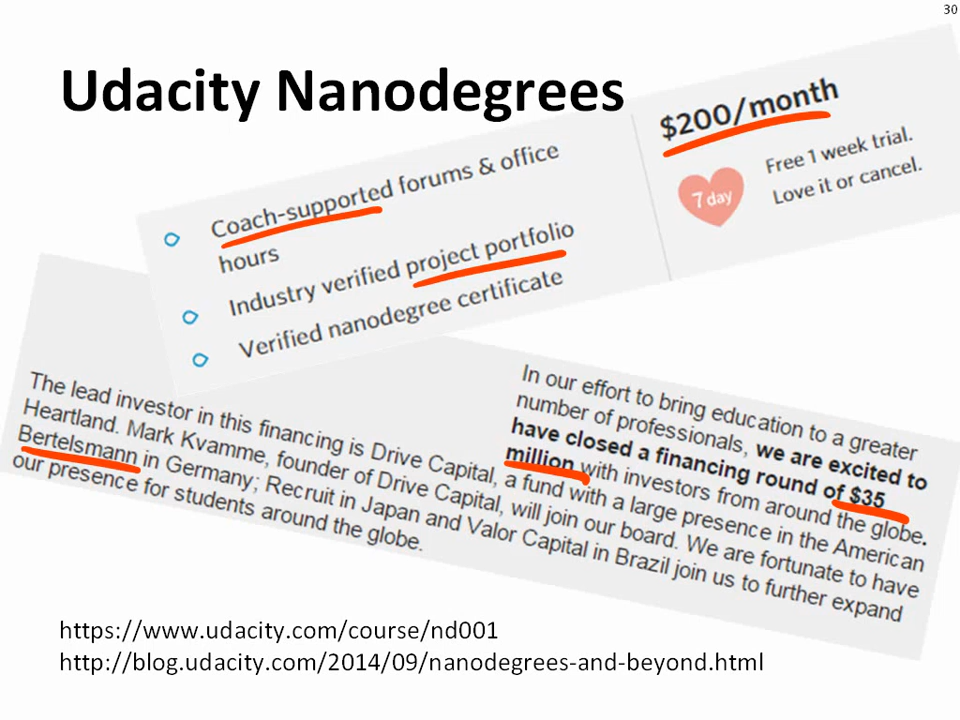 30
Udacity Nanodegrees
$200/month
Coach-supported forums & office
hours
Industry verified project portfolio
Verified nanodegree certificate
7 day
Free 1 week trial.
Love it or cancel.
In our effort to bring education to a greater
number of professionals, we are excited to
have closed a financing round of $35
million with investors from around the globe.
The lead investor in this financing is Drive Capital, a fund with a large presence in the American
Heartland. Mark Kvamme, founder of Drive Capital, will join our board. We are fortunate to have
Bertelsmann in Germany; Recruit in Japan and Valor Capital in Brazil join us to further expand
our presence for students around the globe.
https://www.udacity.com/course/nd001
http://blog.udacity.com/2014/09/nanodegrees-and-beyond.html